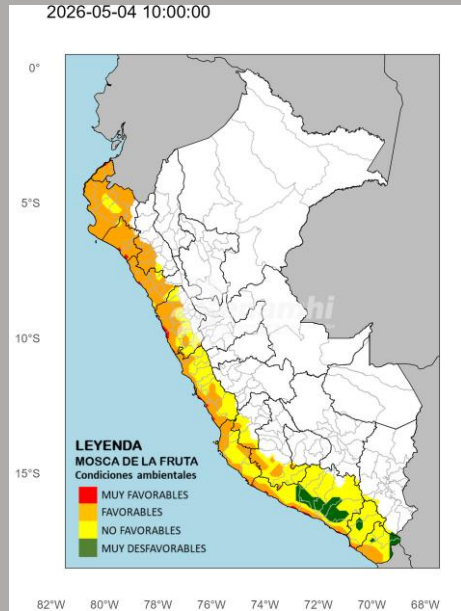 2026-05-04 10:00:00
0°
5°S
10°S
15°S
senamhi
LEYENDA
MOSCA DE LA FRUTA
Condiciones ambientales
MUY FAVORABLES
FAVORABLES
NO FAVORABLES
MUY DESFAVORABLES
82°W 80°W 78°W 76°W 74°W 72°W 70°W 68°W